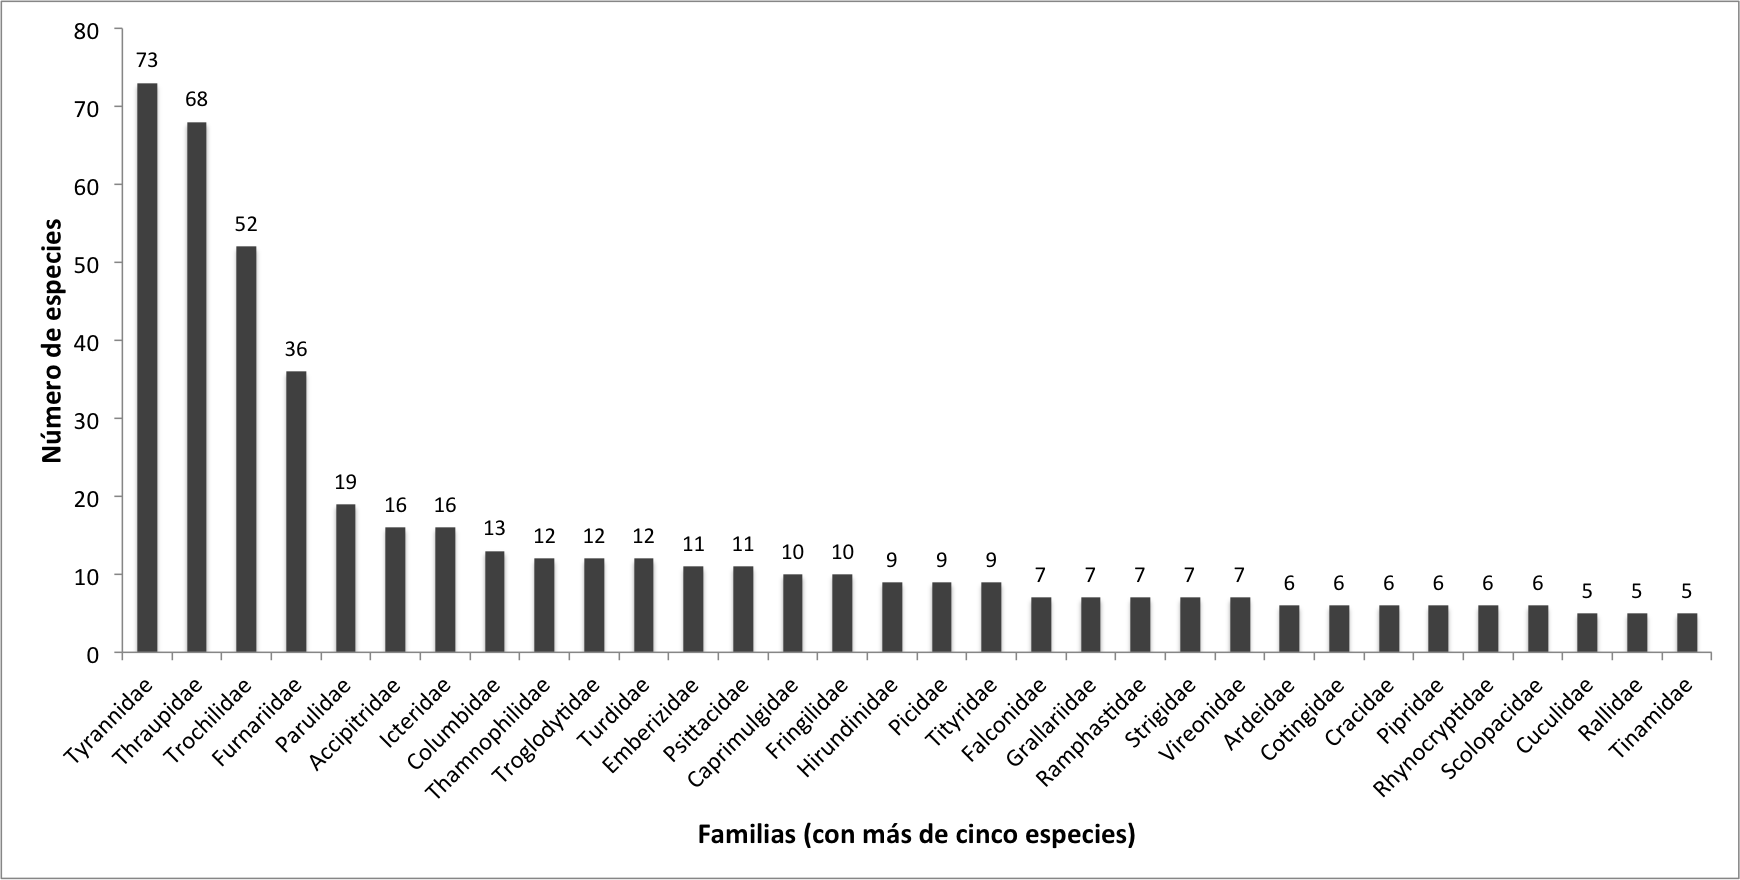 Número de especies
80
70
60
50
40
30
20
10
0
73
68
52
36
19
16
16
13
12
12
12
11
11
10
10
9
9
9
7
7
7
7
7
6
6
6
6
6
6
5
5
5
Tyrannidae
Thraupidae
Trochilidae
Furnariidae
Parulidae
Accipitridae
Icteridae
Columbidae
Thamnophilidae
Troglodytidae
Turdidae
Emberizidae
Psittacidae
Caprimulgidae
Fringillidae
Hirundinidae
Picidae
Tityridae
Falconidae
Grallariidae
Ramphastidae
Strigidae
Vireonidae
Ardeidae
Cotingidae
Cracidae
Pipridae
Rhynocryptidae
Scolopacidae
Cuculidae
Rallidae
Tinamidae
Familias (con más de cinco especies)